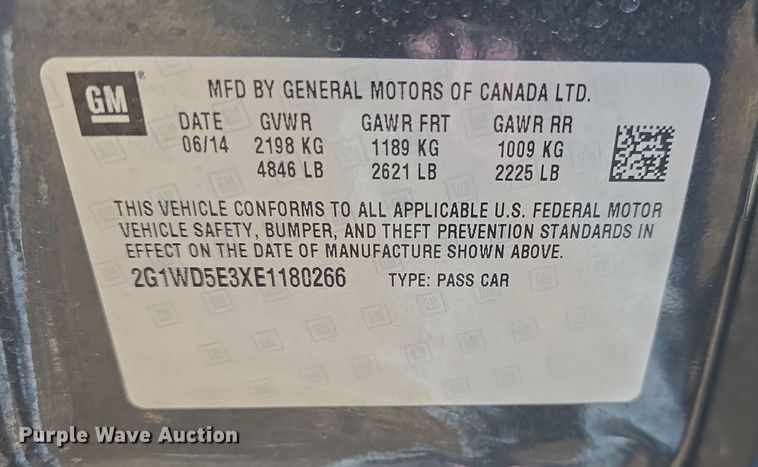 GM®
MFD BY GENERAL MOTORS OF CANADA LTD.
DATE GVWR GAWR FRT GAWR RR
06/14 2198 KG 1189 KG 1009 KG
4846 LB 2621 LB 2225 LB
THIS VEHICLE CONFORMS TO ALL APPLICABLE U.S. FEDERAL MOTOR
VEHICLE SAFETY, BUMPER, AND THEFT PREVENTION STANDARDS IN
EFFECT ON THE DATE OF MANUFACTURE SHOWN ABOVE.
2G1WD5E3XE1180266 TYPE: PASS CAR
Purple Wave Auction